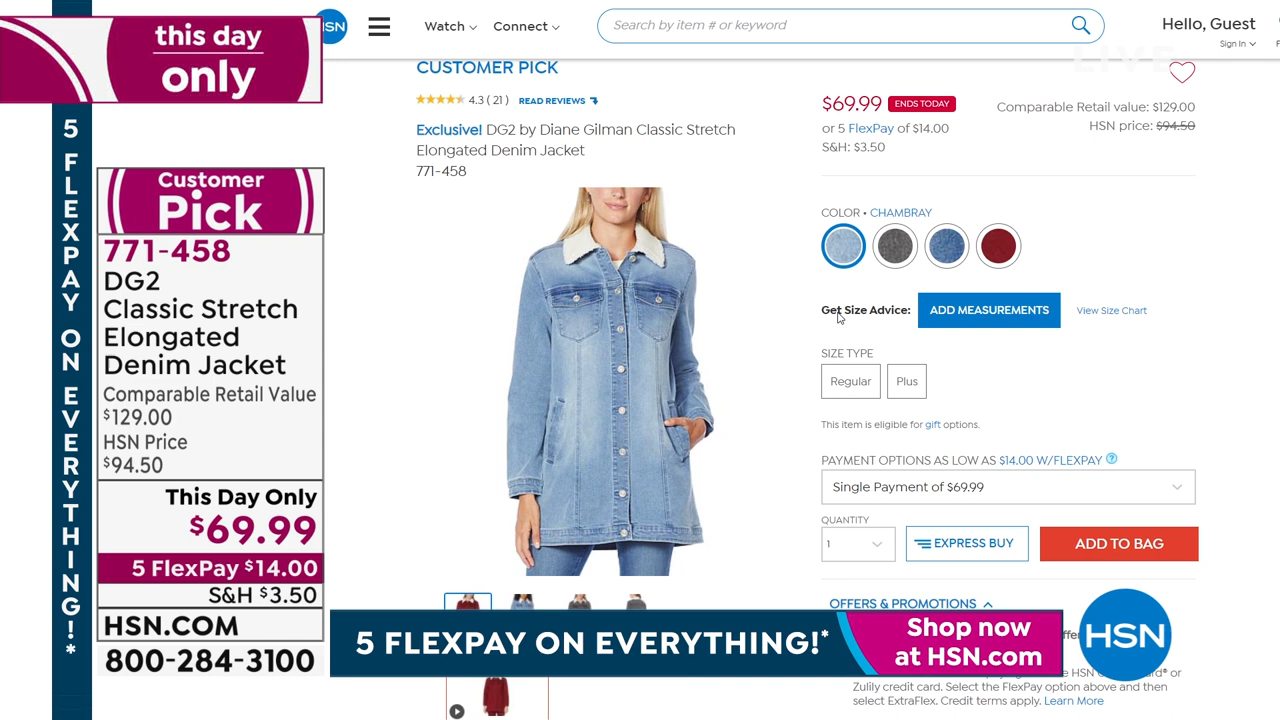 this day
only
5 FLEXPAY ON EVERYTHING!*
Customer
Pick
771-458
DG2
Classic Stretch
Elongated
Denim Jacket
Comparable Retail Value
$129.00
HSN Price
$94.50
This Day Only
$69.99
5 FlexPay $14.00
S&H $3.50
HSN.COM
800-284-3100
HSN
Watch
Connect
Search by item # or keyword
Hello, Guest
Sign In
LIVE
CUSTOMER PICK
4.3 ( 21 ) READ REVIEWS
Exclusive! DG2 by Diane Gilman Classic Stretch
Elongated Denim Jacket
771-458
$69.99 ENDS TODAY
or 5 FlexPay of $14.00
S&H: $3.50
Comparable Retail value: $129.00
HSN price: $94.50
COLOR • CHAMBRAY
Get Size Advice: ADD MEASUREMENTS View Size Chart
SIZE TYPE
Regular Plus
This item is eligible for gift options.
PAYMENT OPTIONS AS LOW AS $14.00 W/FLEXPAY ?
Single Payment of $69.99
QUANTITY
1 EXPRESS BUY ADD TO BAG
OFFERS & PROMOTIONS
5 FLEXPAY ON EVERYTHING!*
Shop now
at HSN.com
HSN
HSN
® or
Zulily credit card. Select the FlexPay option above and then
select ExtraFlex. Credit terms apply. Learn More